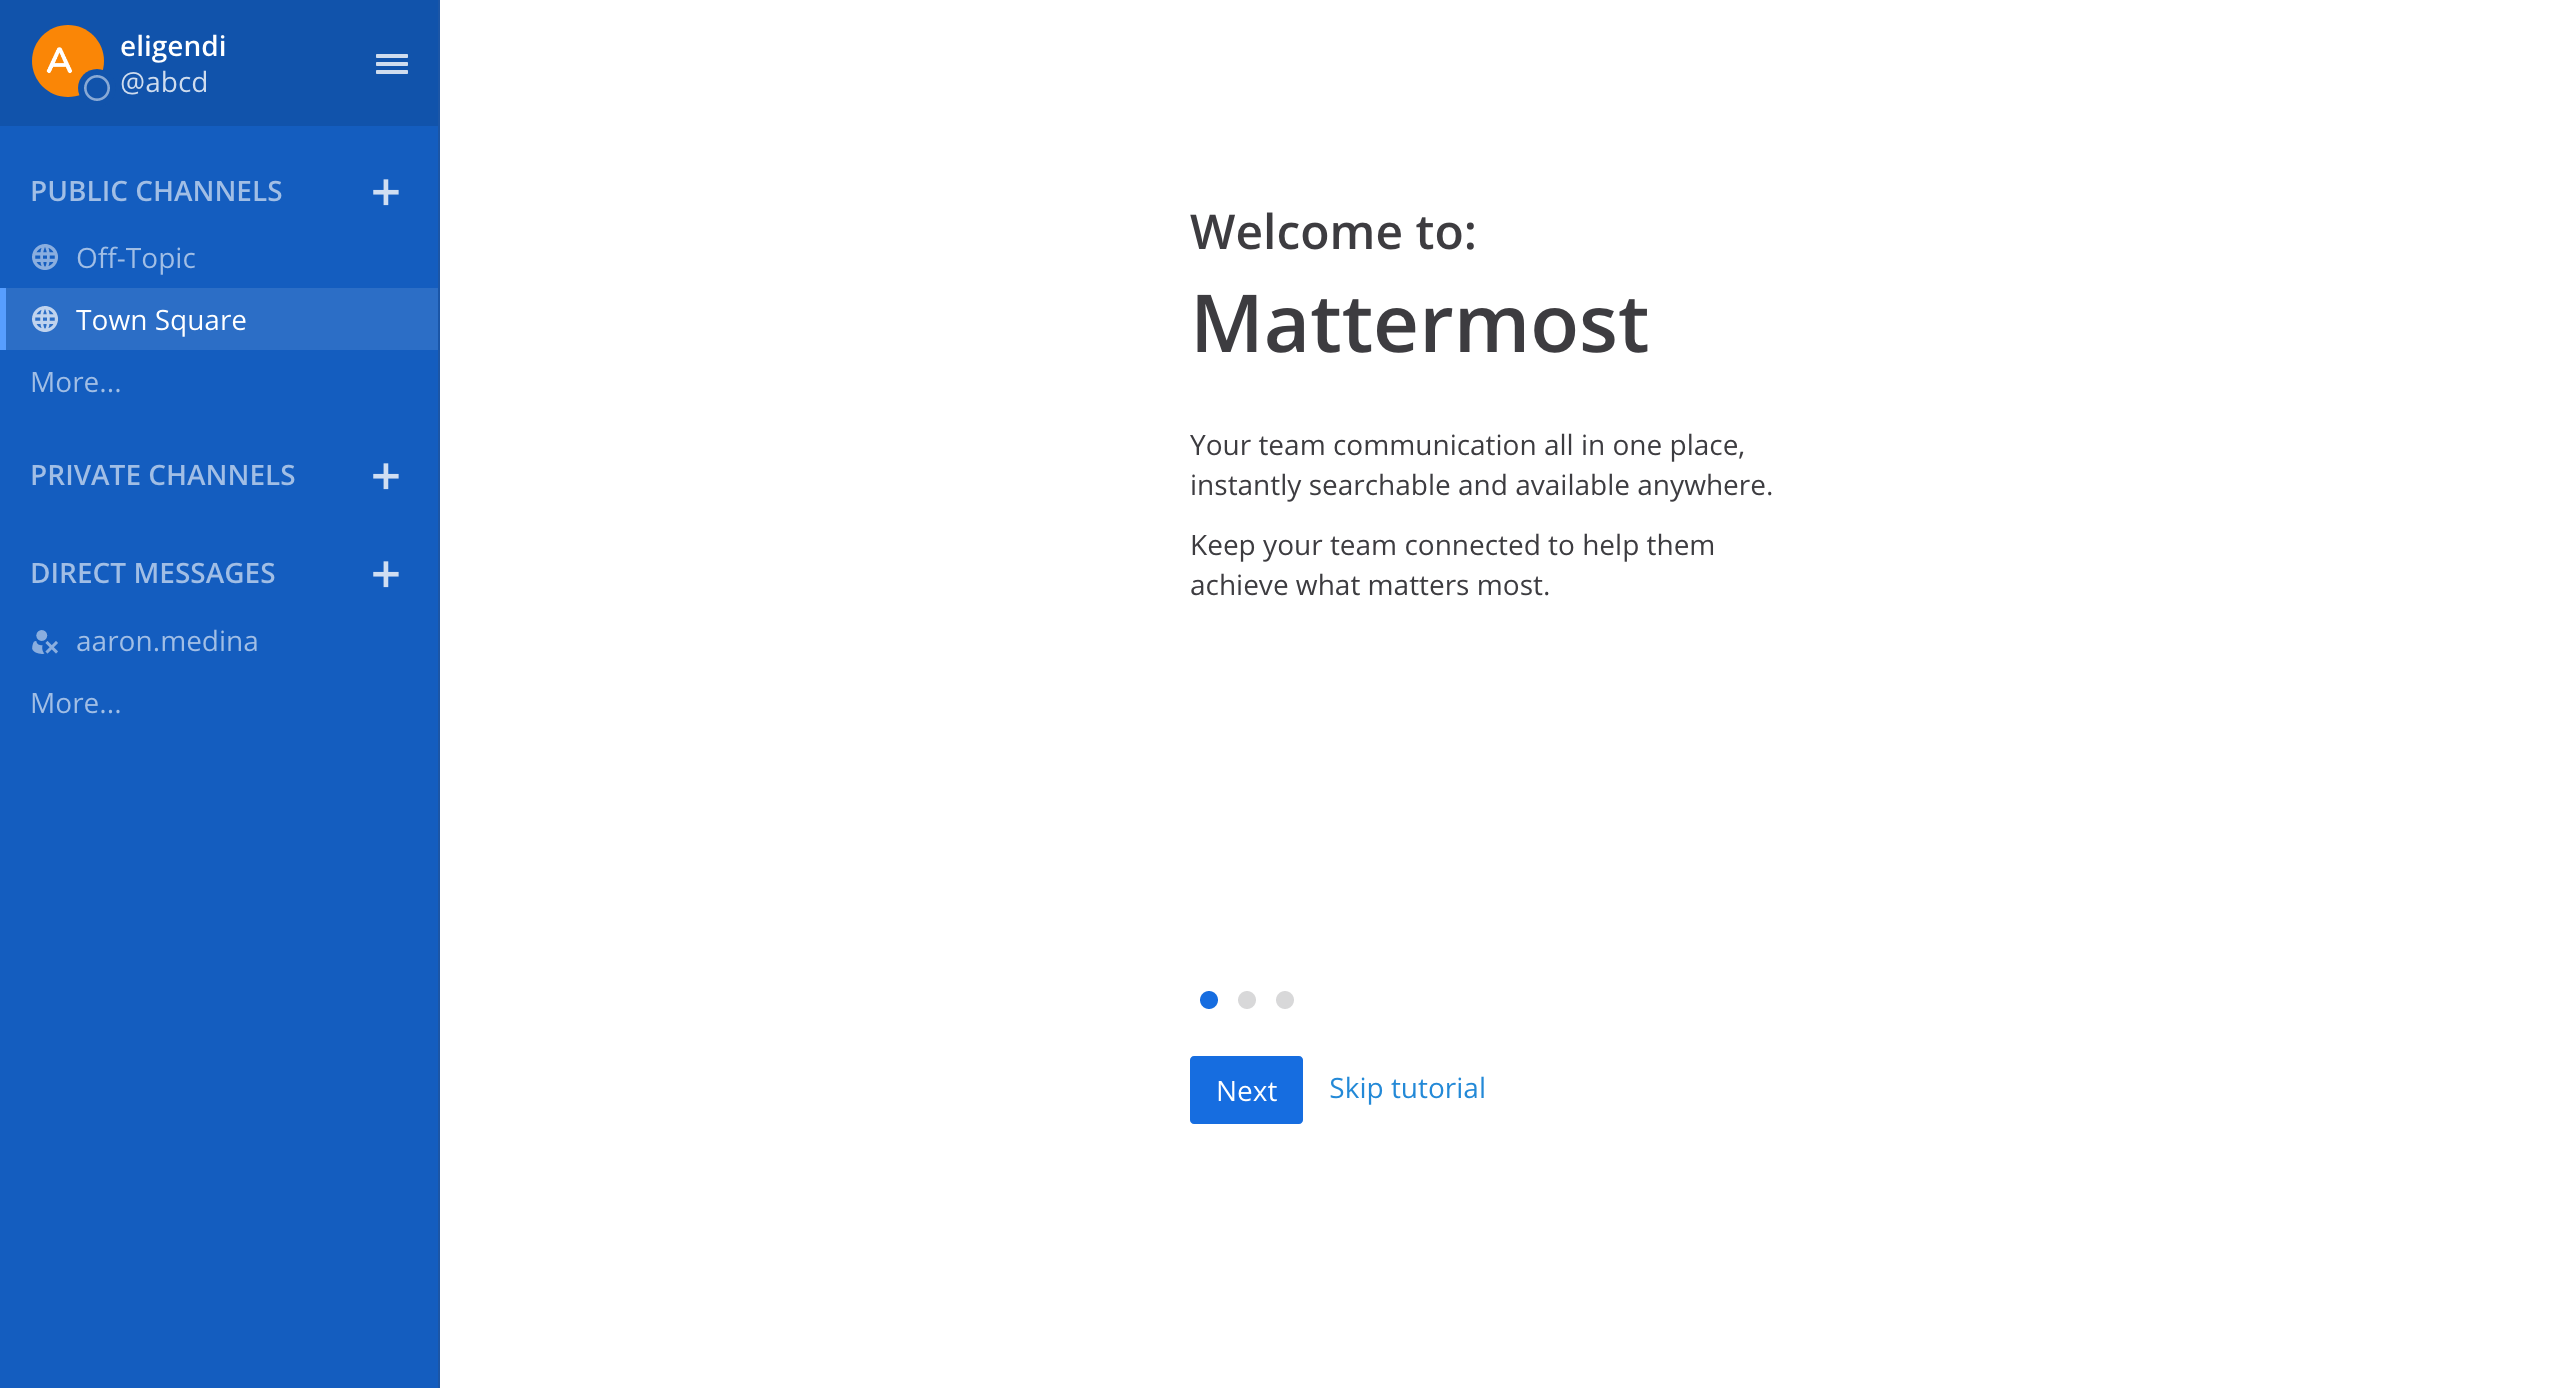 A
eligendi
@abcd
PUBLIC CHANNELS
Off-Topic
Town Square
More...
PRIVATE CHANNELS
DIRECT MESSAGES
aaron.medina
More...
Welcome to:
Mattermost
Your team communication all in one place,
instantly searchable and available anywhere.
Keep your team connected to help them
achieve what matters most.
Next
Skip tutorial